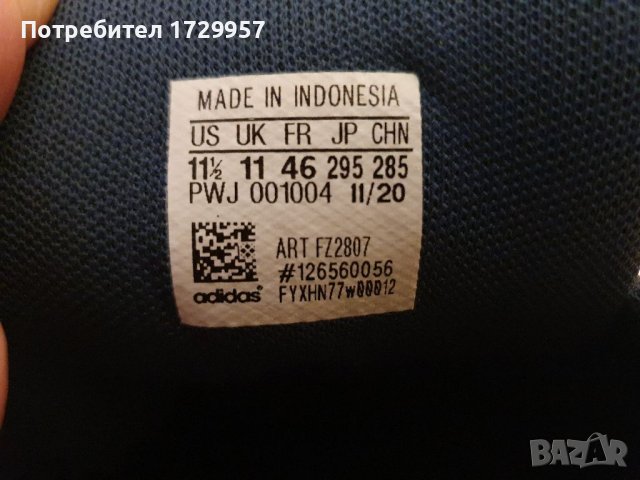 Потребител 1729957
MADE IN INDONESIA
US UK FR JP CHN
11½ 11 46 295 285
PWJ 001004 11/20
ART FZ2807
#126560056
adidas® FYXHN77w00012
BAZAR